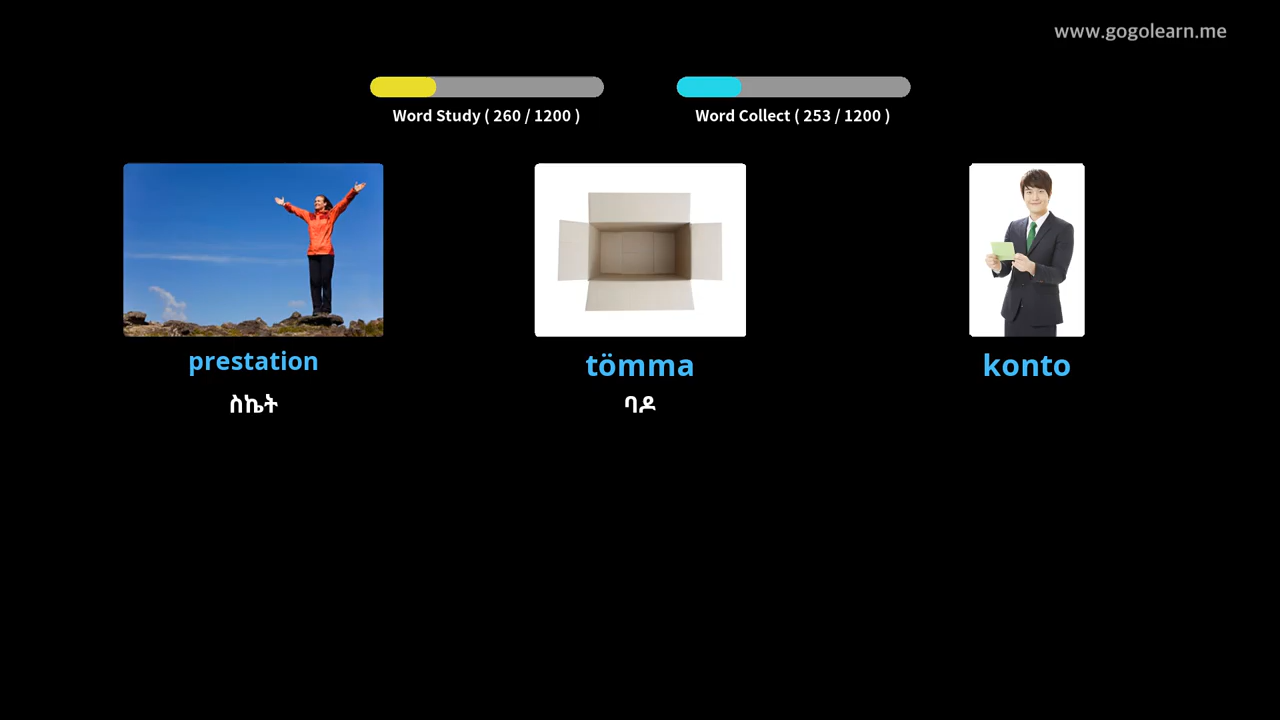 www.gogolearn.me
Word Study ( 260 / 1200 )
Word Collect ( 253 / 1200 )
prestation
tömma
konto
ስኬት
ባዶ